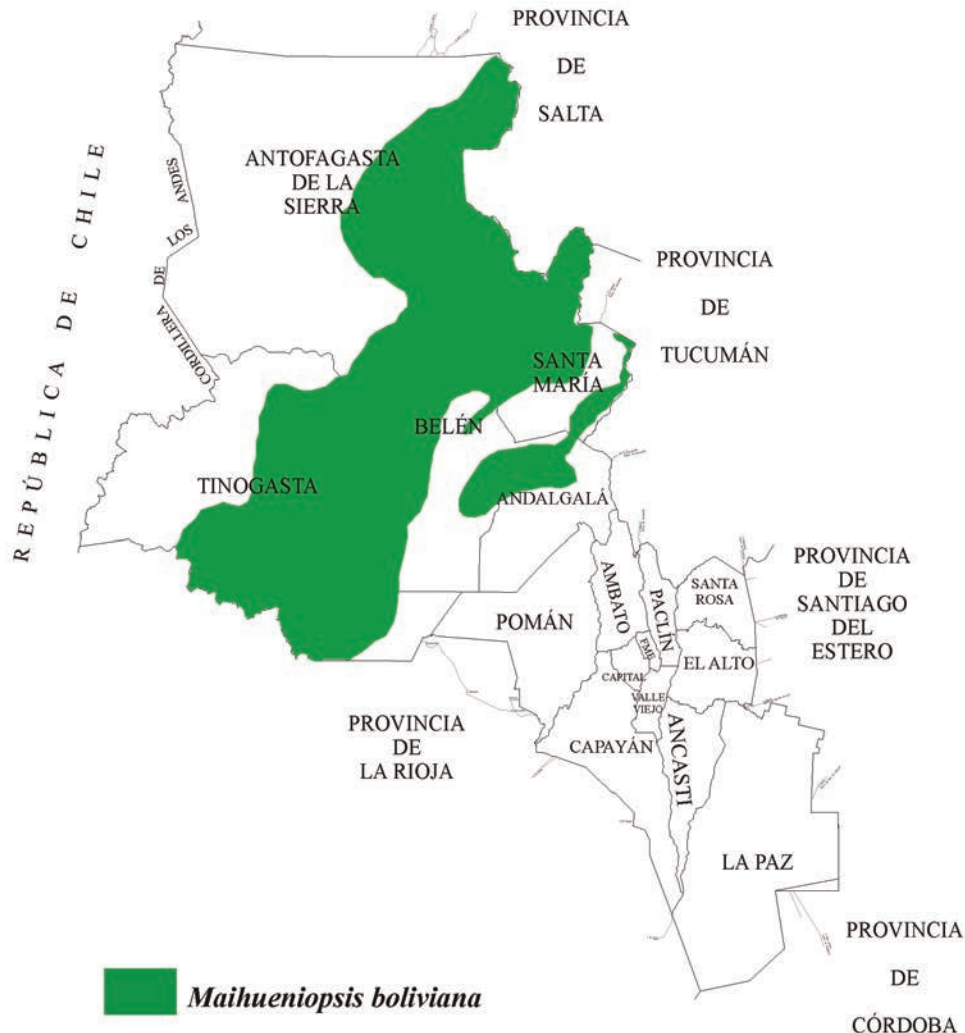 PROVINCIA
DE
SALTA
ANTOFAGASTA
DE LA
SIERRA
REPÚBLICA DE CHILE
CORDILLERA DE LOS ANDES
PROVINCIA
DE
TUCUMÁN
SANTA
MARÍA
BELÉN
TINOGASTA
ANDALGALÁ
PROVINCIA
DE
SANTIAGO
DEL
ESTERO
SANTA
ROSA
AMBATO
PACLÍN
POMÁN
FME
EL ALTO
CAPITAL
VALLE
VIEJO
PROVINCIA
DE
LA RIOJA
CAPAYÁN
ANCASTI
LA PAZ
PROVINCIA
DE
CÓRDOBA
Maihueniopsis boliviana